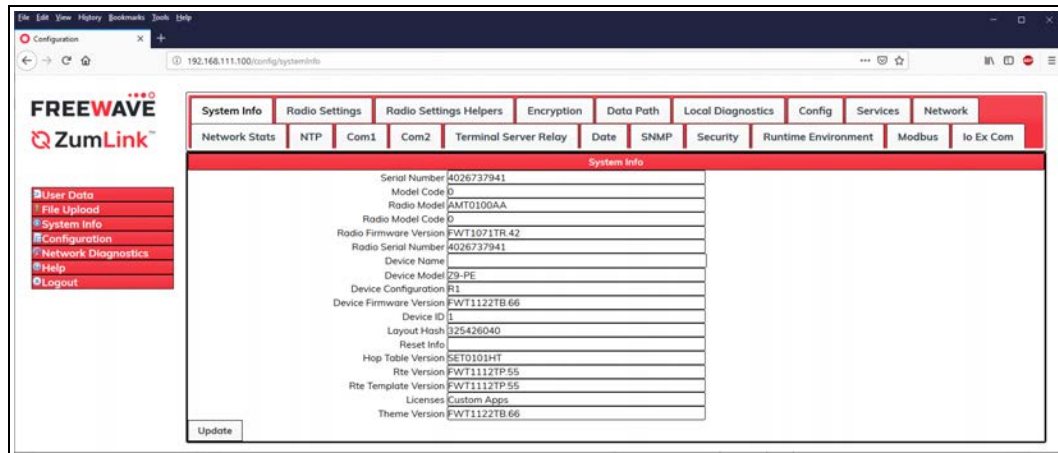 File Edit View History Bookmarks Tools Help
Configuration
192.168.111.100/config/systemInfo
FREEWAVE
ZumLink™
System Info Radio Settings Radio Settings Helpers Encryption Data Path Local Diagnostics Config Services Network
Network Stats NTP Com1 Com2 Terminal Server Relay Date SNMP Security Runtime Environment Modbus Io Ex Com
User Data
File Upload
System Info
Configuration
Network Diagnostics
Help
Logout
System Info
Serial Number 4026737941
Model Code 0
Radio Model AMT0100AA
Radio Model Code 0
Radio Firmware Version FWT1071TR.42
Radio Serial Number 4026737941
Device Name
Device Model Z9-PE
Device Configuration R1
Device Firmware Version FWT1122TB.66
Device ID 1
Layout Hash 325426040
Reset Info
Hop Table Version SET0101HT
Rte Version FWT1112TP.55
Rte Template Version FWT1112TP.55
Licenses Custom Apps
Theme Version FWT1122TB.66
Update